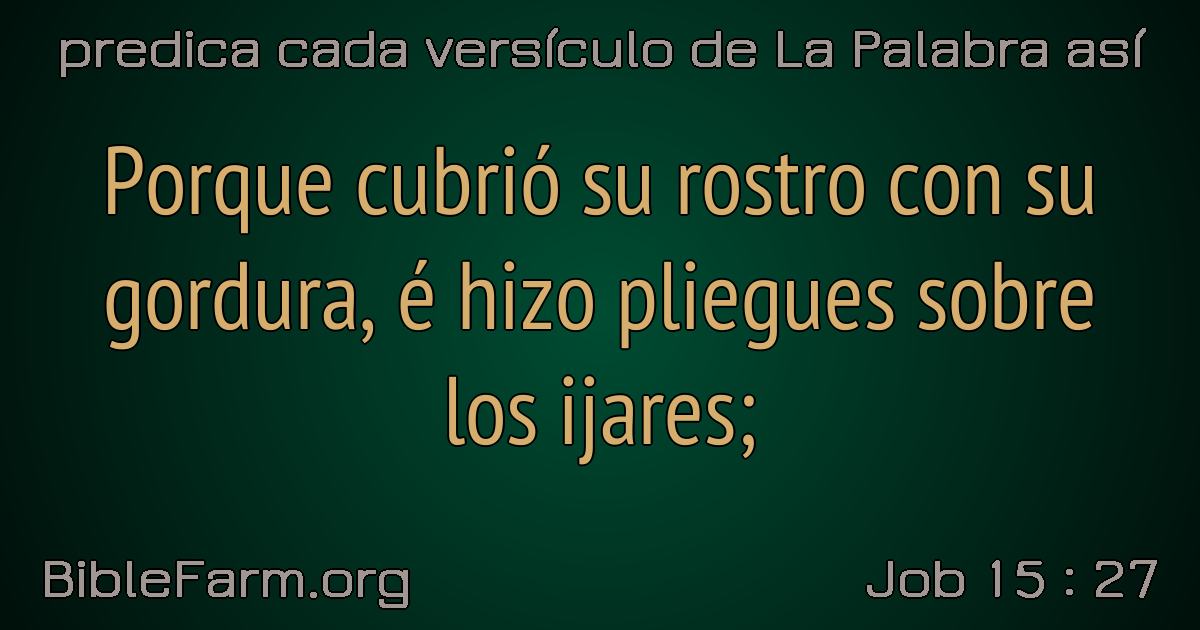 predica cada versículo de La Palabra así
Porque cubrió su rostro con su
gordura, é hizo pliegues sobre
los ijares;
BibleFarm.org
Job 15 : 27